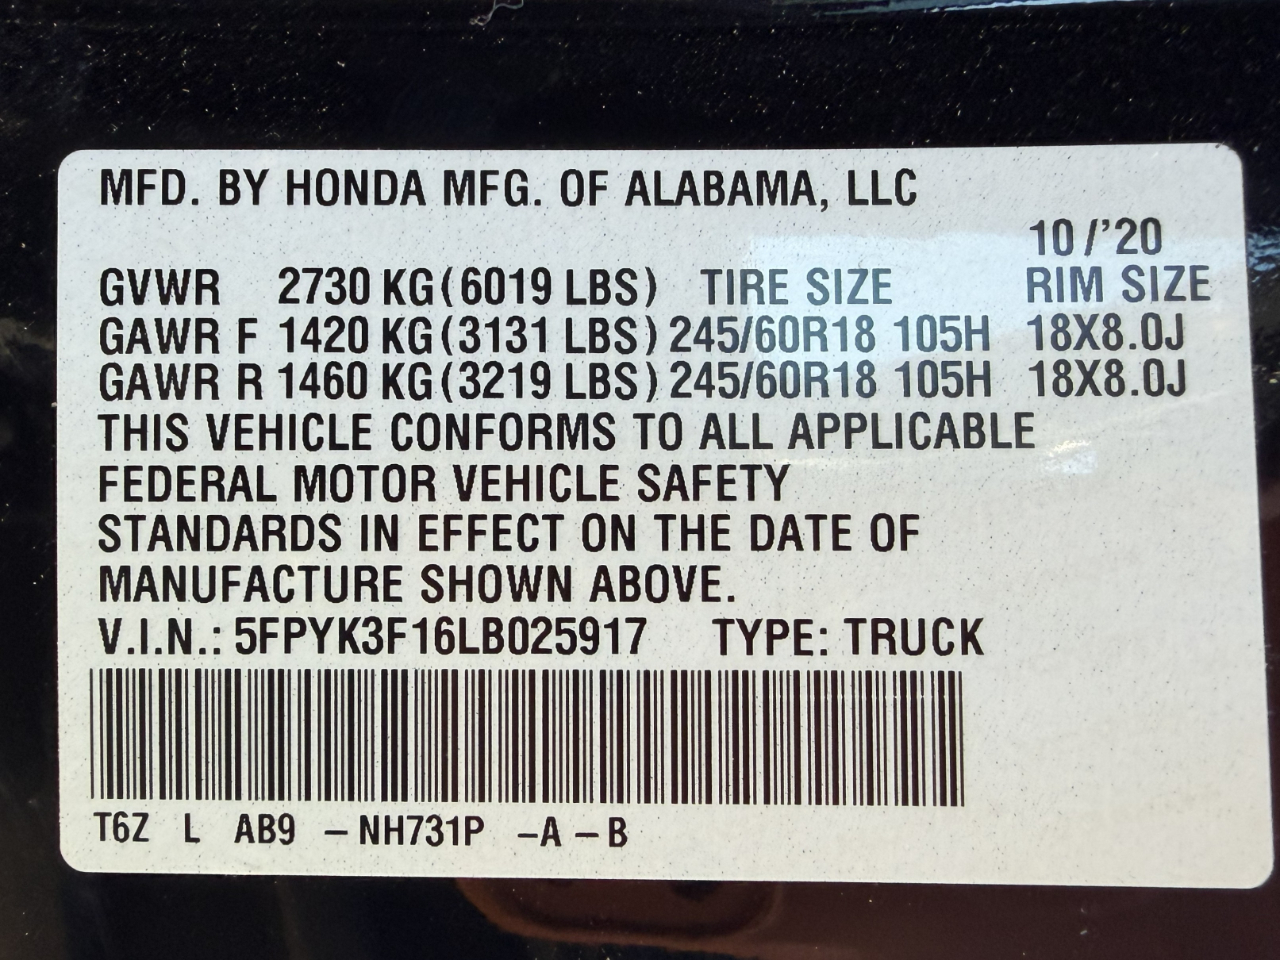 MFD. BY HONDA MFG. OF ALABAMA, LLC
10/'20
GVWR 2730 KG (6019 LBS) TIRE SIZE RIM SIZE
GAWR F 1420 KG (3131 LBS) 245/60R18 105H 18X8.0J
GAWR R 1460 KG (3219 LBS) 245/60R18 105H 18X8.0J
THIS VEHICLE CONFORMS TO ALL APPLICABLE
FEDERAL MOTOR VEHICLE SAFETY
STANDARDS IN EFFECT ON THE DATE OF
MANUFACTURE SHOWN ABOVE.
V.I.N.: 5FPYK3F16LB025917 TYPE: TRUCK
T6Z L AB9 – NH731P -A – B